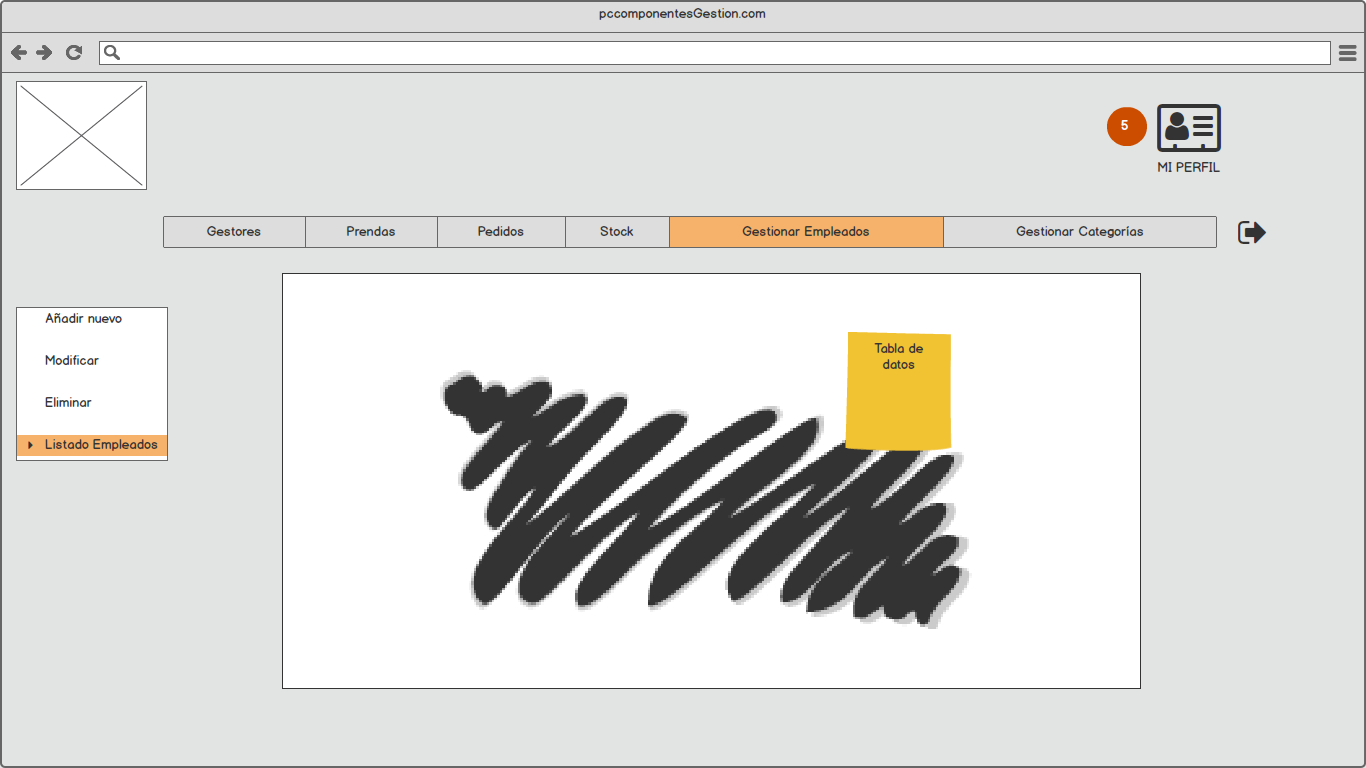 pccomponentesGestion.com
5
MI PERFIL
Gestores Prendas Pedidos Stock Gestionar Empleados Gestionar Categorías
Añadir nuevo
Modificar
Eliminar
Listado Empleados
Tabla de
datos